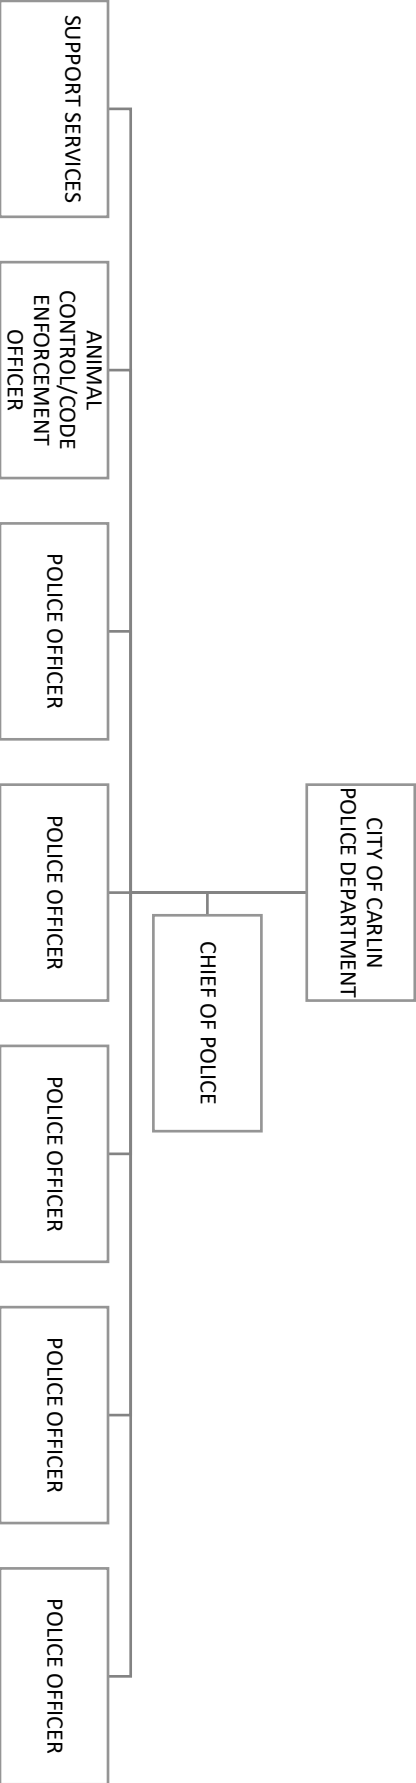 CITY OF CARLIN
POLICE DEPARTMENT
CHIEF OF POLICE
SUPPORT SERVICES
ANIMAL
CONTROL/CODE
ENFORCEMENT
OFFICER
POLICE OFFICER
POLICE OFFICER
POLICE OFFICER
POLICE OFFICER
POLICE OFFICER